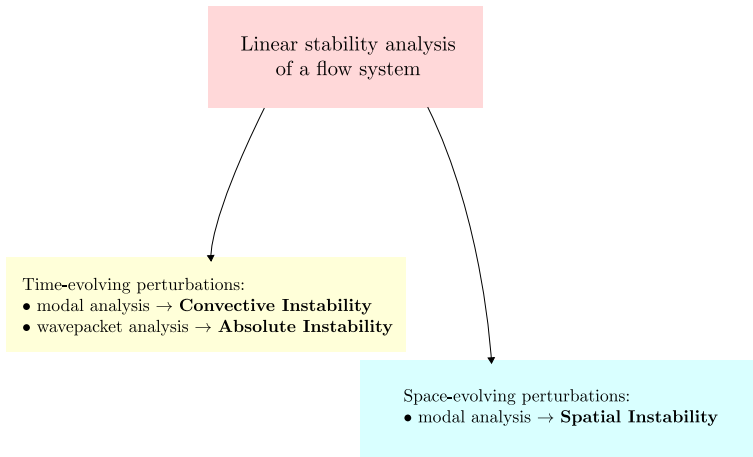 Linear stability analysis
of a flow system
Time-evolving perturbations:
• modal analysis → Convective Instability
• wavepacket analysis → Absolute Instability
Space-evolving perturbations:
• modal analysis → Spatial Instability